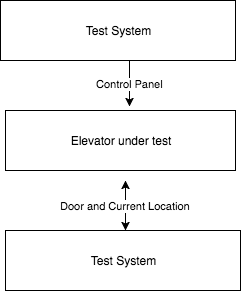 Test System
Control Panel
Elevator under test
Door and Current Location
Test System